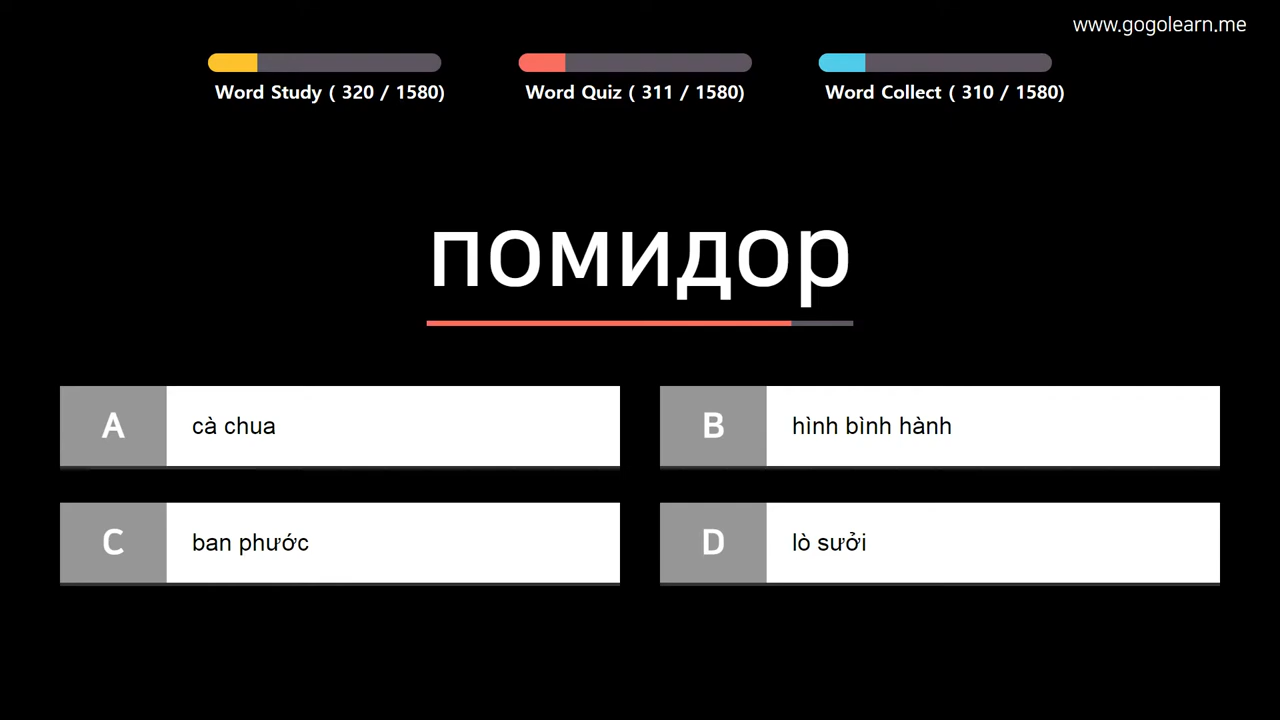 www.gogolearn.me
Word Study ( 320 / 1580)
Word Quiz ( 311 / 1580)
Word Collect ( 310 / 1580)
помидор
A cà chua
B hình bình hành
C ban phước
D lò sưởi